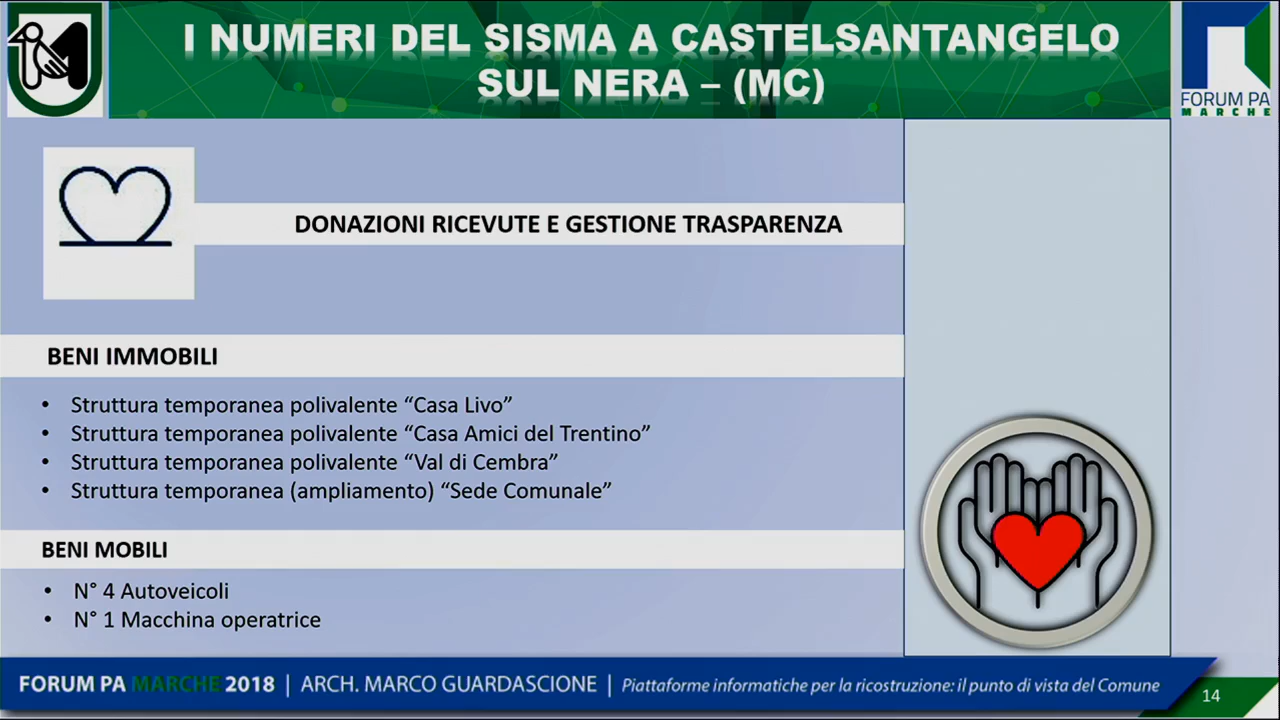 I NUMERI DEL SISMA A CASTELSANTANGELO
SUL NERA – (MC)
FORUM PA
MARCHE
DONAZIONI RICEVUTE E GESTIONE TRASPARENZA
BENI IMMOBILI
• Struttura temporanea polivalente “Casa Livo”
• Struttura temporanea polivalente “Casa Amici del Trentino”
• Struttura temporanea polivalente “Val di Cembra”
• Struttura temporanea (ampliamento) “Sede Comunale”
BENI MOBILI
• N° 4 Autoveicoli
• N° 1 Macchina operatrice
FORUM PA MARCHE 2018 | ARCH. MARCO GUARDASCIONE | Piattaforme informatiche per la ricostruzione: il punto di vista del Comune
14